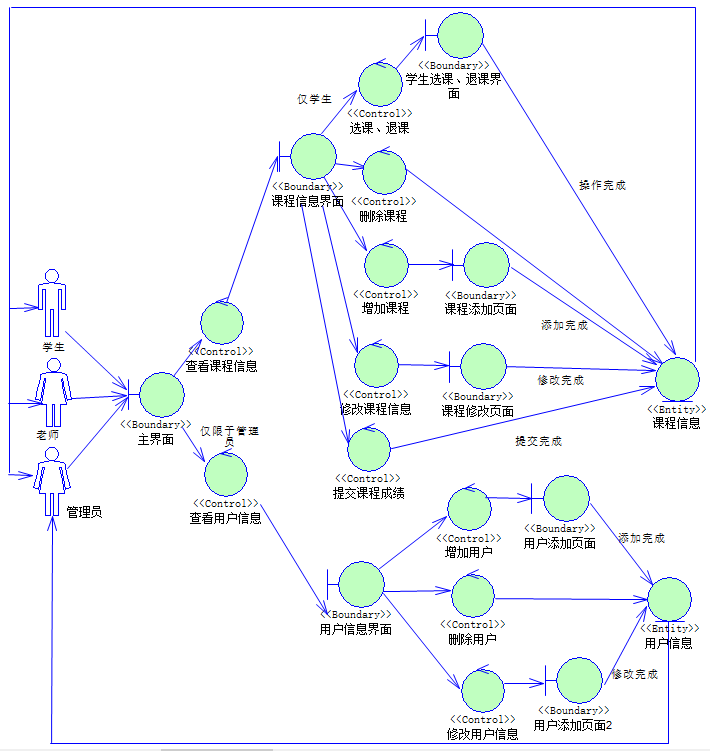 <<Boundary>>
学生选课、退课界
面
仅学生
<<Control>>
选课、退课
<<Boundary>>
课程信息界面
<<Control>>
删除课程
操作完成
<<Control>>
增加课程
<<Boundary>>
课程添加页面
添加完成
学生
<<Control>>
查看课程信息
<<Control>>
修改课程信息
<<Boundary>>
课程修改页面
修改完成
<<Entity>>
课程信息
老师
<<Boundary>>
主界面
仅限于管理
员
<<Control>>
提交课程成绩
提交完成
管理员
<<Control>>
查看用户信息
<<Control>>
增加用户
<<Boundary>>
用户添加页面
添加完成
<<Boundary>>
用户信息界面
<<Control>>
删除用户
<<Entity>>
用户信息
<<Control>>
修改用户信息
<<Boundary>>
用户添加页面2
修改完成